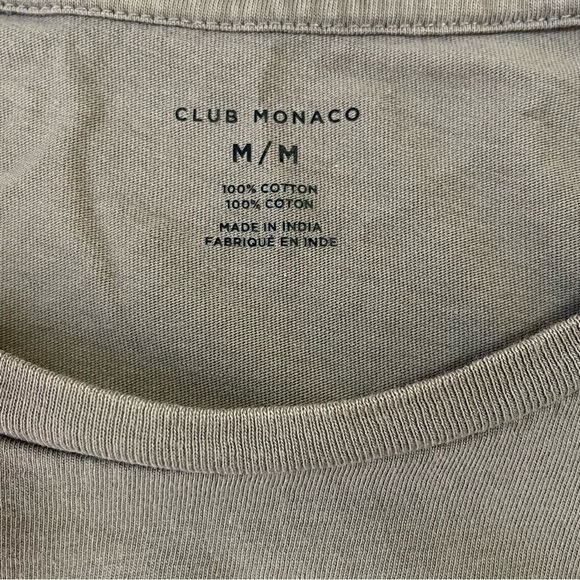 CLUB MONACO
M/M
100% COTTON
100% COTON
MADE IN INDIA
FABRIQUÉ EN INDE